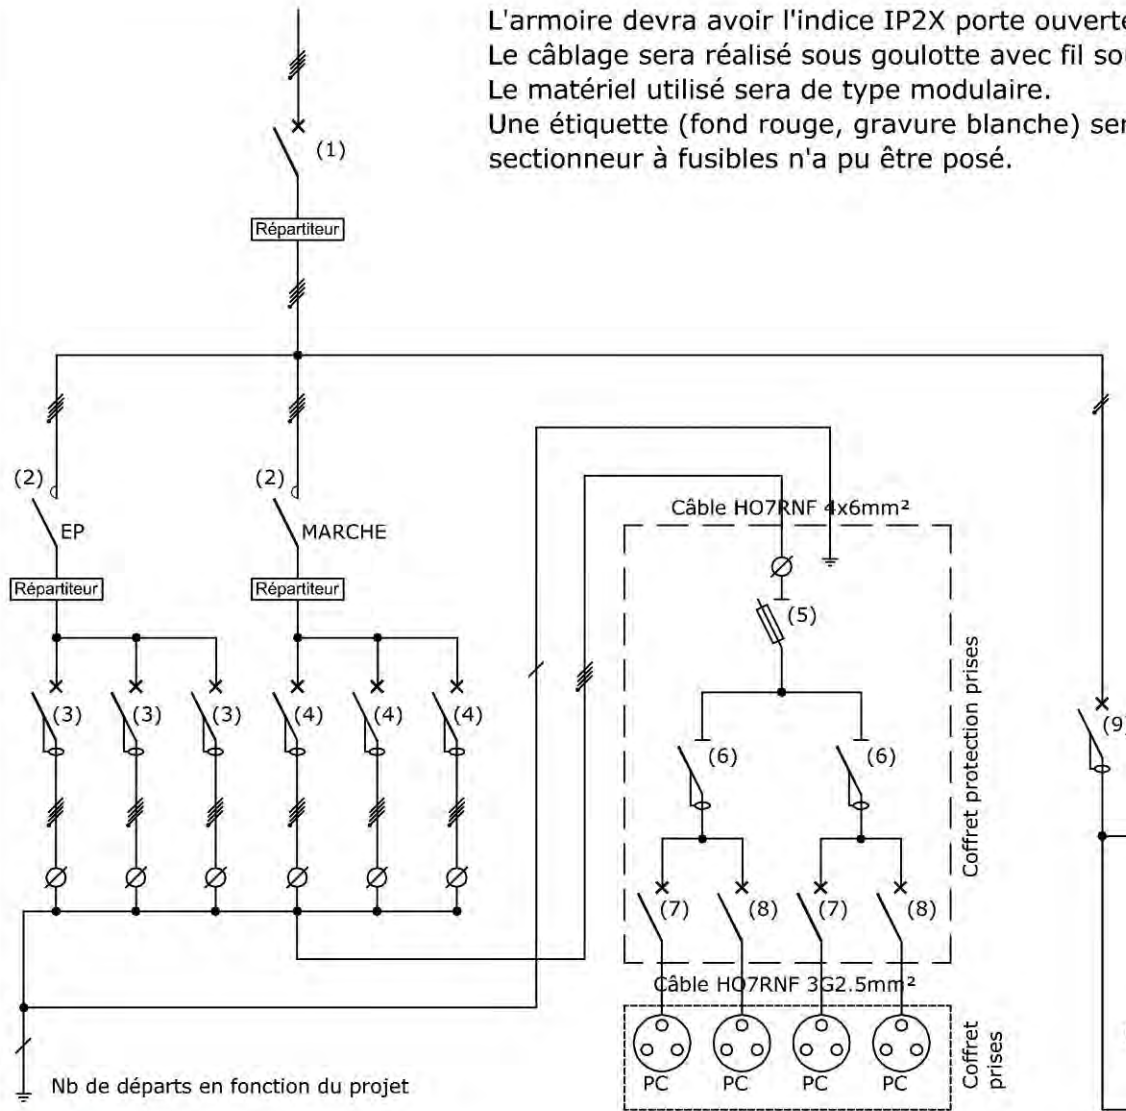 L'armoire devra avoir l'indice IP2X porte ouverte
Le câblage sera réalisé sous goulotte avec fil sou
Le matériel utilisé sera de type modulaire.
Une étiquette (fond rouge, gravure blanche) ser
sectionneur à fusibles n'a pu être posé.
(1)
Répartiteur
(2)
EP
(2)
MARCHE
Répartiteur
Répartiteur
Câble HO7RNF 4x6mm²
(5)
(3)
(3)
(3)
(4)
(4)
(4)
(6)
(6)
(9)
Coffret protection prises
(7)
(8)
(7)
(8)
Câble HO7RNF 3G2.5mm²
PC
PC
PC
PC
Coffret
prises
Nb de départs en fonction du projet